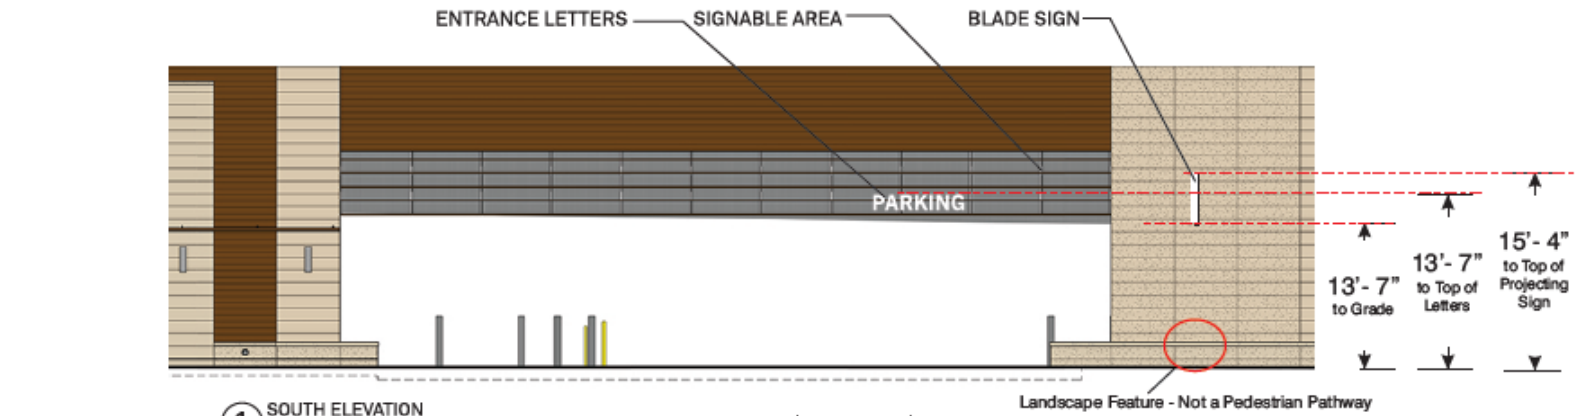 ENTRANCE LETTERS
SIGNABLE AREA
BLADE SIGN
PARKING
13'- 7"
to Grade
13'- 7"
to Top of
Letters
15'- 4"
to Top of
Projecting
Sign
Landscape Feature - Not a Pedestrian Pathway
1
SOUTH ELEVATION